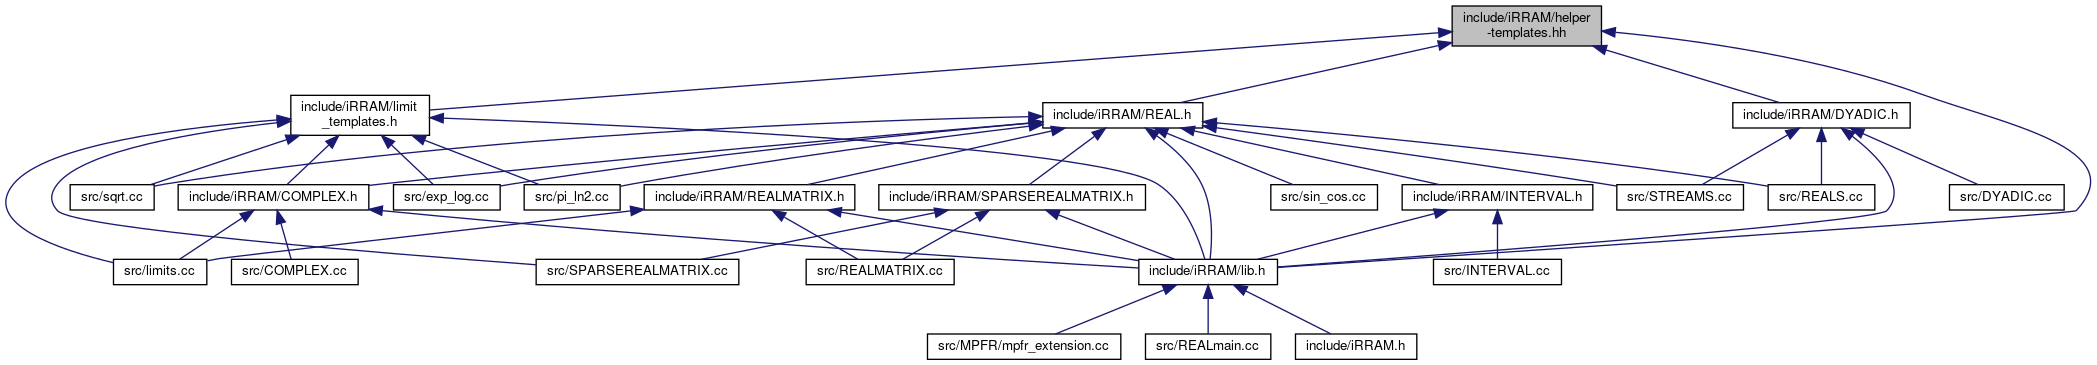 include/iRRAM/helper
-templates.hh
include/iRRAM/limit
_templates.h
include/iRRAM/REAL.h
include/iRRAM/DYADIC.h
src/sqrt.cc
include/iRRAM/COMPLEX.h
src/exp_log.cc
src/pi_ln2.cc
include/iRRAM/REALMATRIX.h
include/iRRAM/SPARSEREALMATRIX.h
src/sin_cos.cc
include/iRRAM/INTERVAL.h
src/STREAMS.cc
src/REALS.cc
src/DYADIC.cc
src/limits.cc
src/COMPLEX.cc
src/SPARSEREALMATRIX.cc
src/REALMATRIX.cc
include/iRRAM/lib.h
src/INTERVAL.cc
src/MPFR/mpfr_extension.cc
src/REALmain.cc
include/iRRAM.h